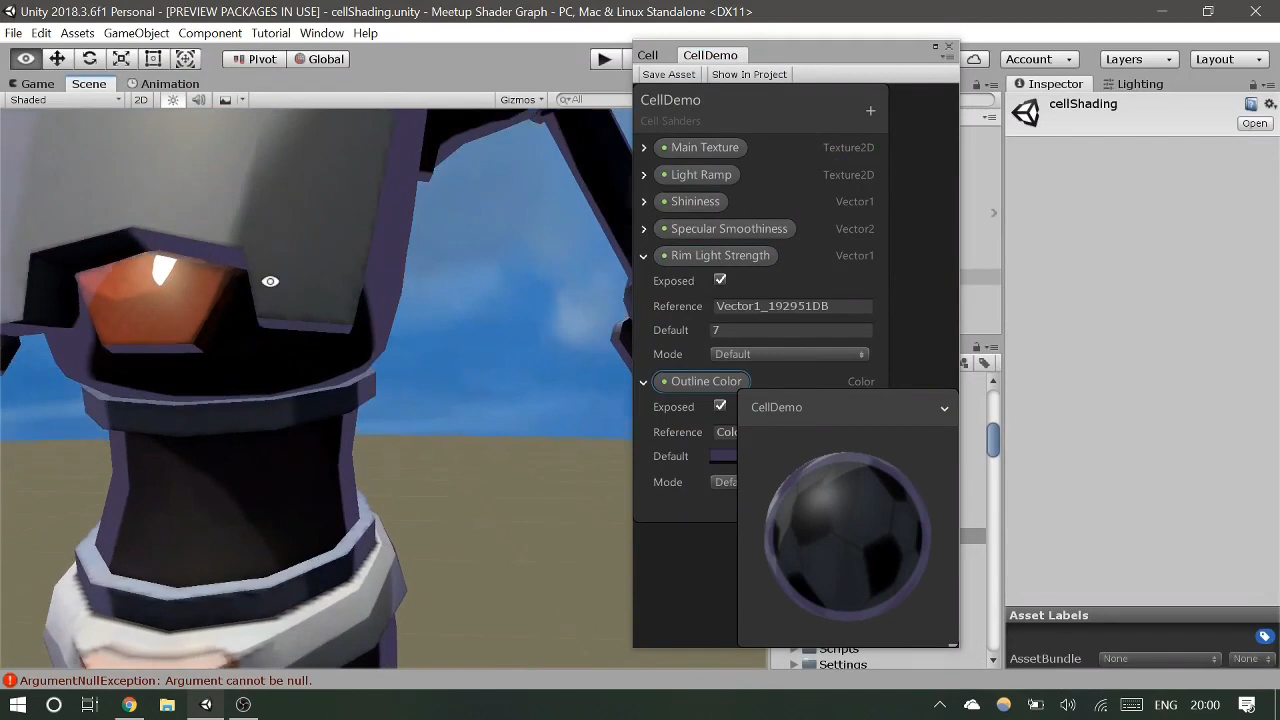 Unity 2018.3.6f1 Personal - [PREVIEW PACKAGES IN USE] - cellShading.unity - Meetup Shader Graph - PC, Mac & Linux Standalone <DX11>
File Edit Assets GameObject Component Tutorial Window Help
Pivot Global Account Layers Layout
Cell CellDemo
Game Scene Animation
Save Asset Show In Project
Inspector Lighting
Shaded 2D Gizmos All
cellShading
Open
CellDemo
Cell Sahders
Main Texture Texture2D
Light Ramp Texture2D
Shininess Vector1
Specular Smoothiness Vector2
Rim Light Strength Vector1
Exposed
Reference Vector1_192951DB
Default 7
Mode Default
Outline Color Color
Exposed
Reference Colo
Default
Mode Defa
CellDemo
Asset Labels
AssetBundle None None
Scripts
Settings
ArgumentNullException: Argument cannot be null.
ENG 20:00